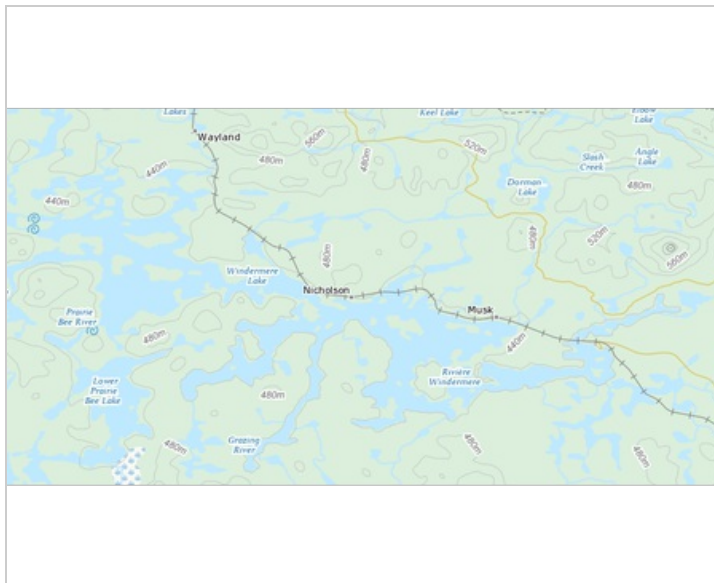 Lakes
Keel Lake
Elbow
Lake
Wayland
560m
520m
440m
480m
480m
Slash
Creek
Angle
Lake
Dorman
Lake
480m
440m
480m
520m
480m
560m
Windermere
Lake
Nicholson
Prairie
Bee River
Musk
480m
440m
Rivière
Windermere
Lower
Prairie
Bee Lake
480m
Grazing
River
480m
480m
480m